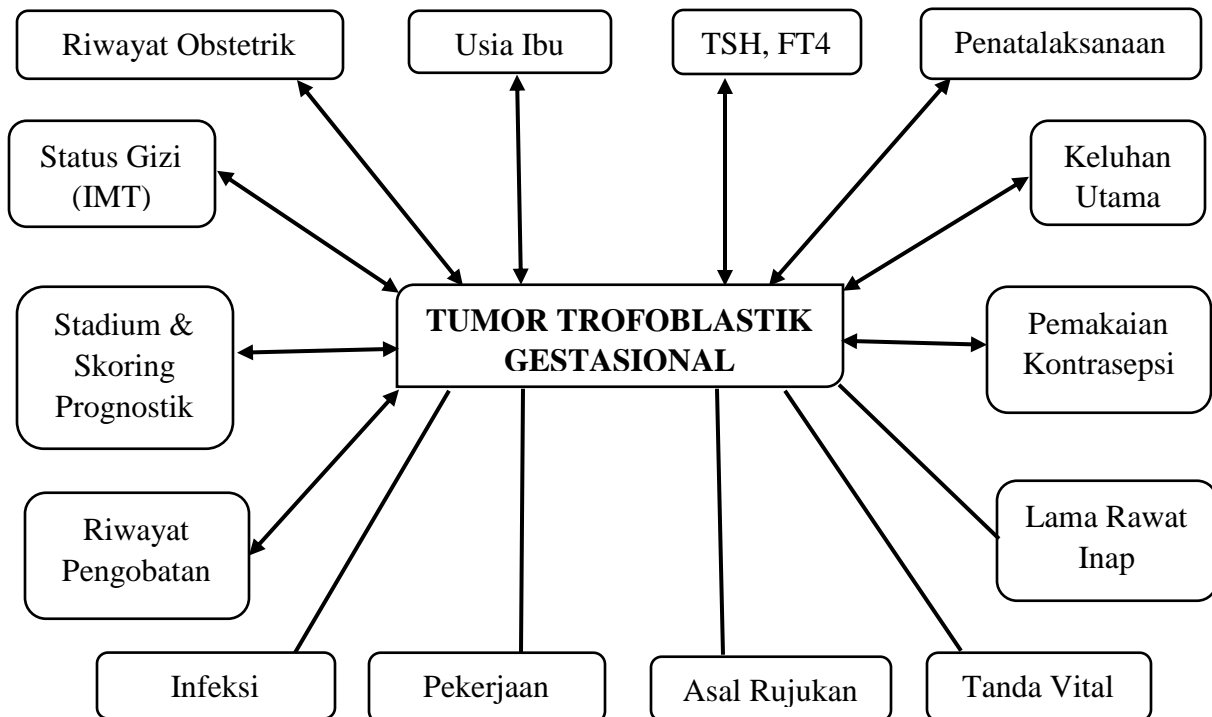 Riwayat Obstetrik
Usia Ibu
TSH, FT4
Penatalaksanaan
Status Gizi
(IMT)
Keluhan
Utama
TUMOR TROFOBLASTIK
GESTASIONAL
Stadium &
Skoring
Prognostik
Pemakaian
Kontrasepsi
Riwayat
Pengobatan
Lama Rawat
Inap
Infeksi
Pekerjaan
Asal Rujukan
Tanda Vital